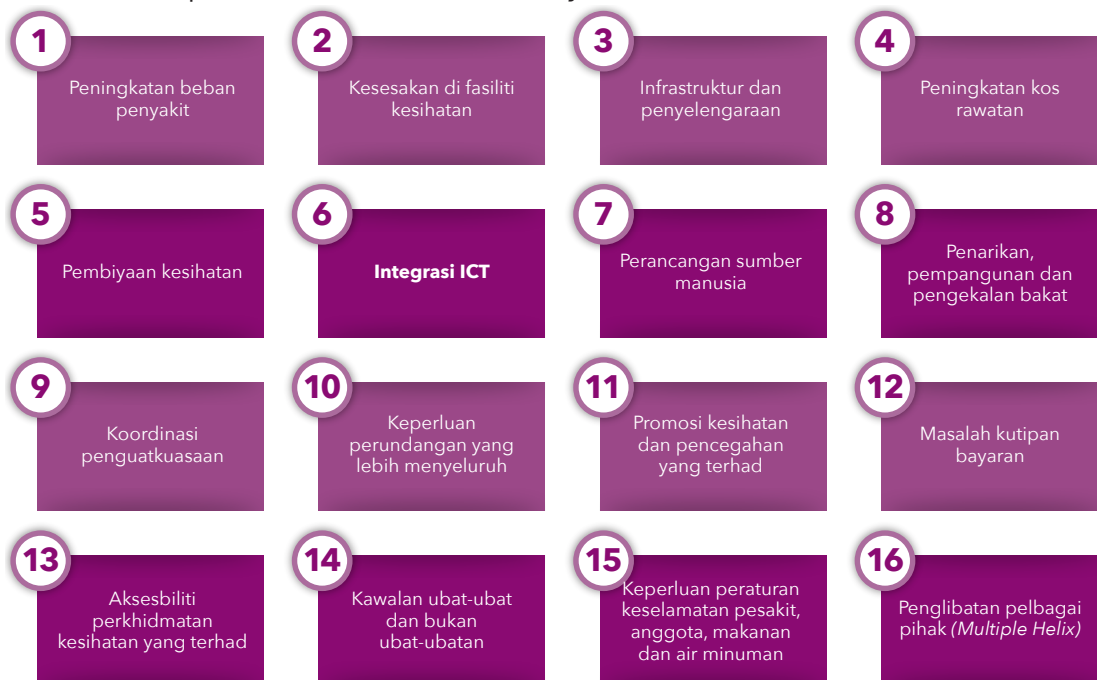 1
Peningkatan beban
penyakit
2
Kesesakan di fasiliti
kesihatan
3
Infrastruktur dan
penyelengaraan
4
Peningkatan kos
rawatan
5
Pembiyaan kesihatan
6
Integrasi ICT
7
Perancangan sumber
manusia
8
Penarikan,
pempangunan dan
pengekalan bakat
9
Koordinasi
penguatkuasaan
10
Keperluan
perundangan yang
lebih menyeluruh
11
Promosi kesihatan
dan pencegahan
yang terhad
12
Masalah kutipan
bayaran
13
Aksesbiliti
perkhidmatan
kesihatan yang terhad
14
Kawalan ubat-ubat
dan bukan
ubat-ubatan
15
Keperluan peraturan
keselamatan pesakit,
anggota, makanan
dan air minuman
16
Penglibatan pelbagai
pihak (Multiple Helix)